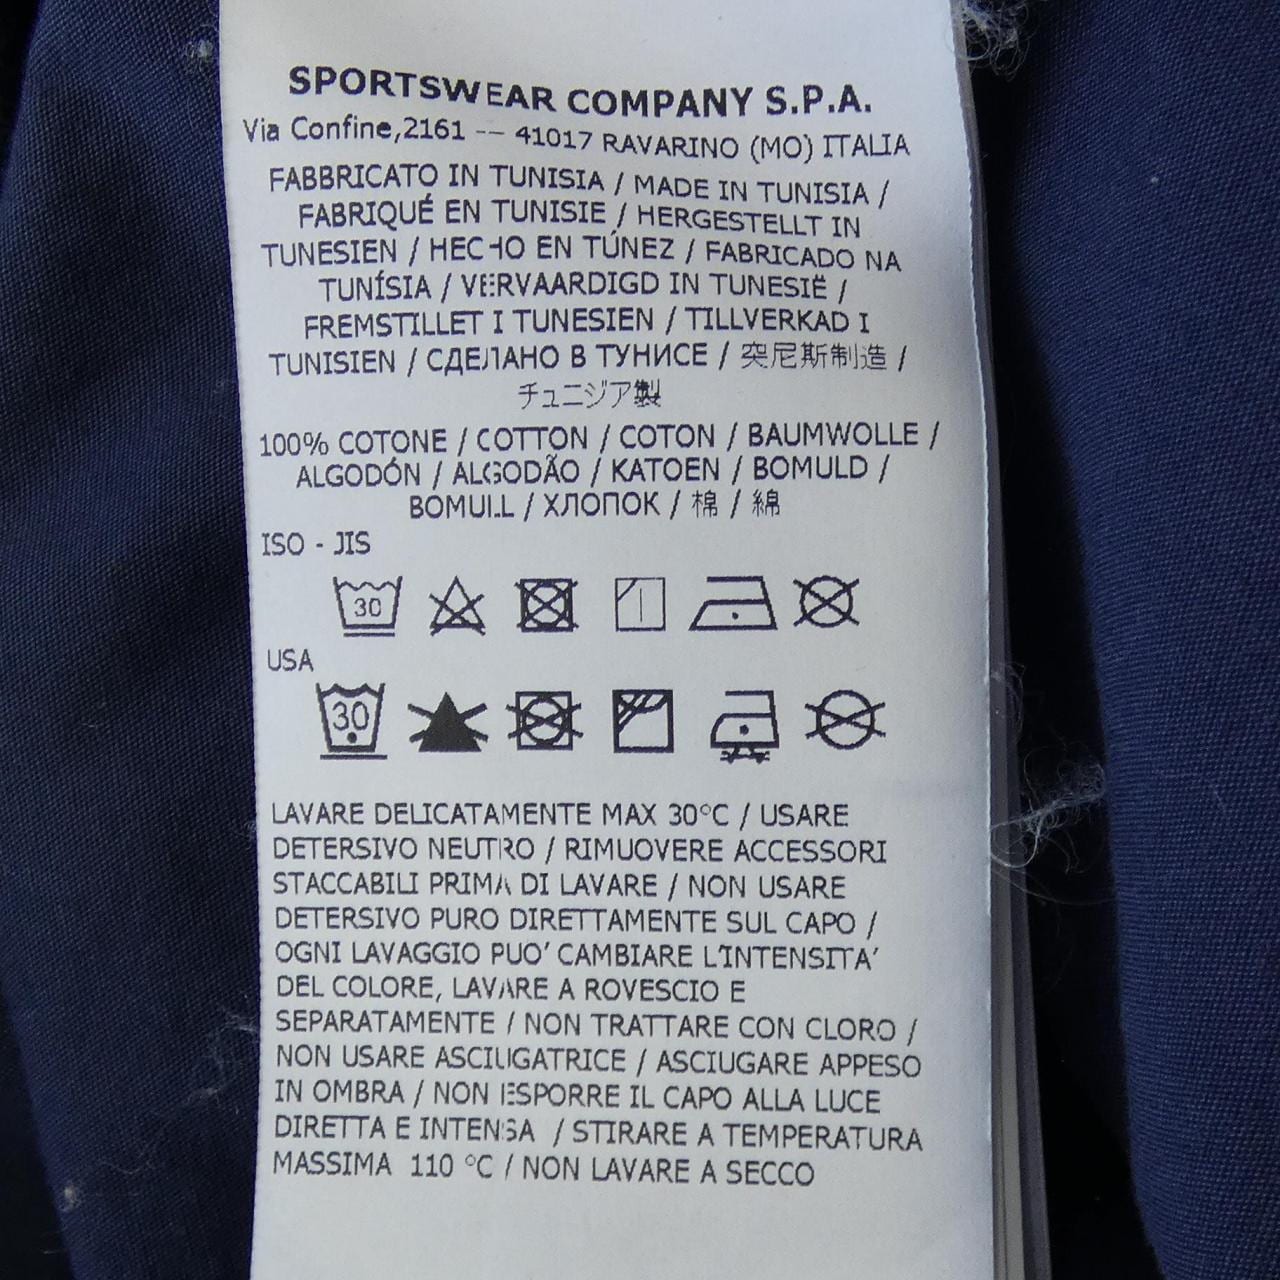 SPORTSWEAR COMPANY S.P.A.
Via Confine,2161 -- 41017 RAVARINO (MO) ITALIA
FABBRICATO IN TUNISIA / MADE IN TUNISIA /
FABRIQUÉ EN TUNISIE / HERGESTELLT IN
TUNESIEN / HECHO EN TÚNEZ / FABRICADO NA
TUNÍSIA / VERVAARDIGD IN TUNESIË /
FREMSTILLET I TUNESIEN / TILLVERKAD I
TUNISIEN / СДЕЛАНО В ТУНИСЕ / 突尼斯制造 /
チュニジア製
100% COTONE / COTTON / COTON / BAUMWOLLE /
ALGODÓN / ALGODÃO / KATOEN / BOMULD /
BOMULL / ХЛОПОК / 棉 / 綿
ISO - JIS
30
USA
30
LAVARE DELICATAMENTE MAX 30°C / USARE
DETERSIVO NEUTRO / RIMUOVERE ACCESSORI
STACCABILI PRIMA DI LAVARE / NON USARE
DETERSIVO PURO DIRETTAMENTE SUL CAPO /
OGNI LAVAGGIO PUO' CAMBIARE L'INTENSITA'
DEL COLORE, LAVARE A ROVESCIO E
SEPARATAMENTE / NON TRATTARE CON CLORO /
NON USARE ASCIUGATRICE / ASCIUGARE APPESO
IN OMBRA / NON ESPORRE IL CAPO ALLA LUCE
DIRETTA E INTENSA / STIRARE A TEMPERATURA
MASSIMA 110 °C / NON LAVARE A SECCO